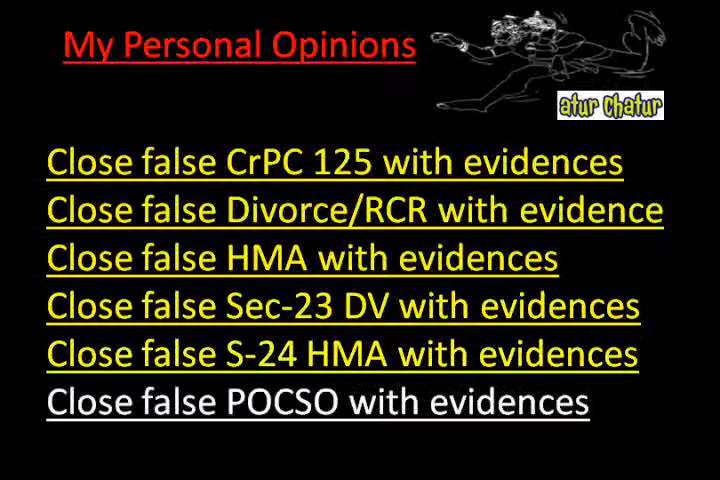 My Personal Opinions
atur chatur
Close false CrPC 125 with evidences
Close false Divorce/RCR with evidence
Close false HMA with evidences
Close false Sec-23 DV with evidences
Close false S-24 HMA with evidences
Close false POCSO with evidences